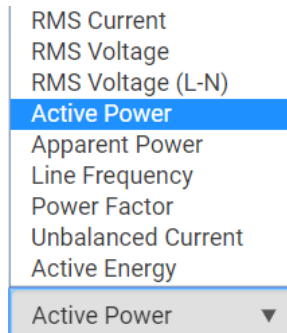 RMS Current
RMS Voltage
RMS Voltage (L-N)
Active Power
Apparent Power
Line Frequency
Power Factor
Unbalanced Current
Active Energy
Active Power